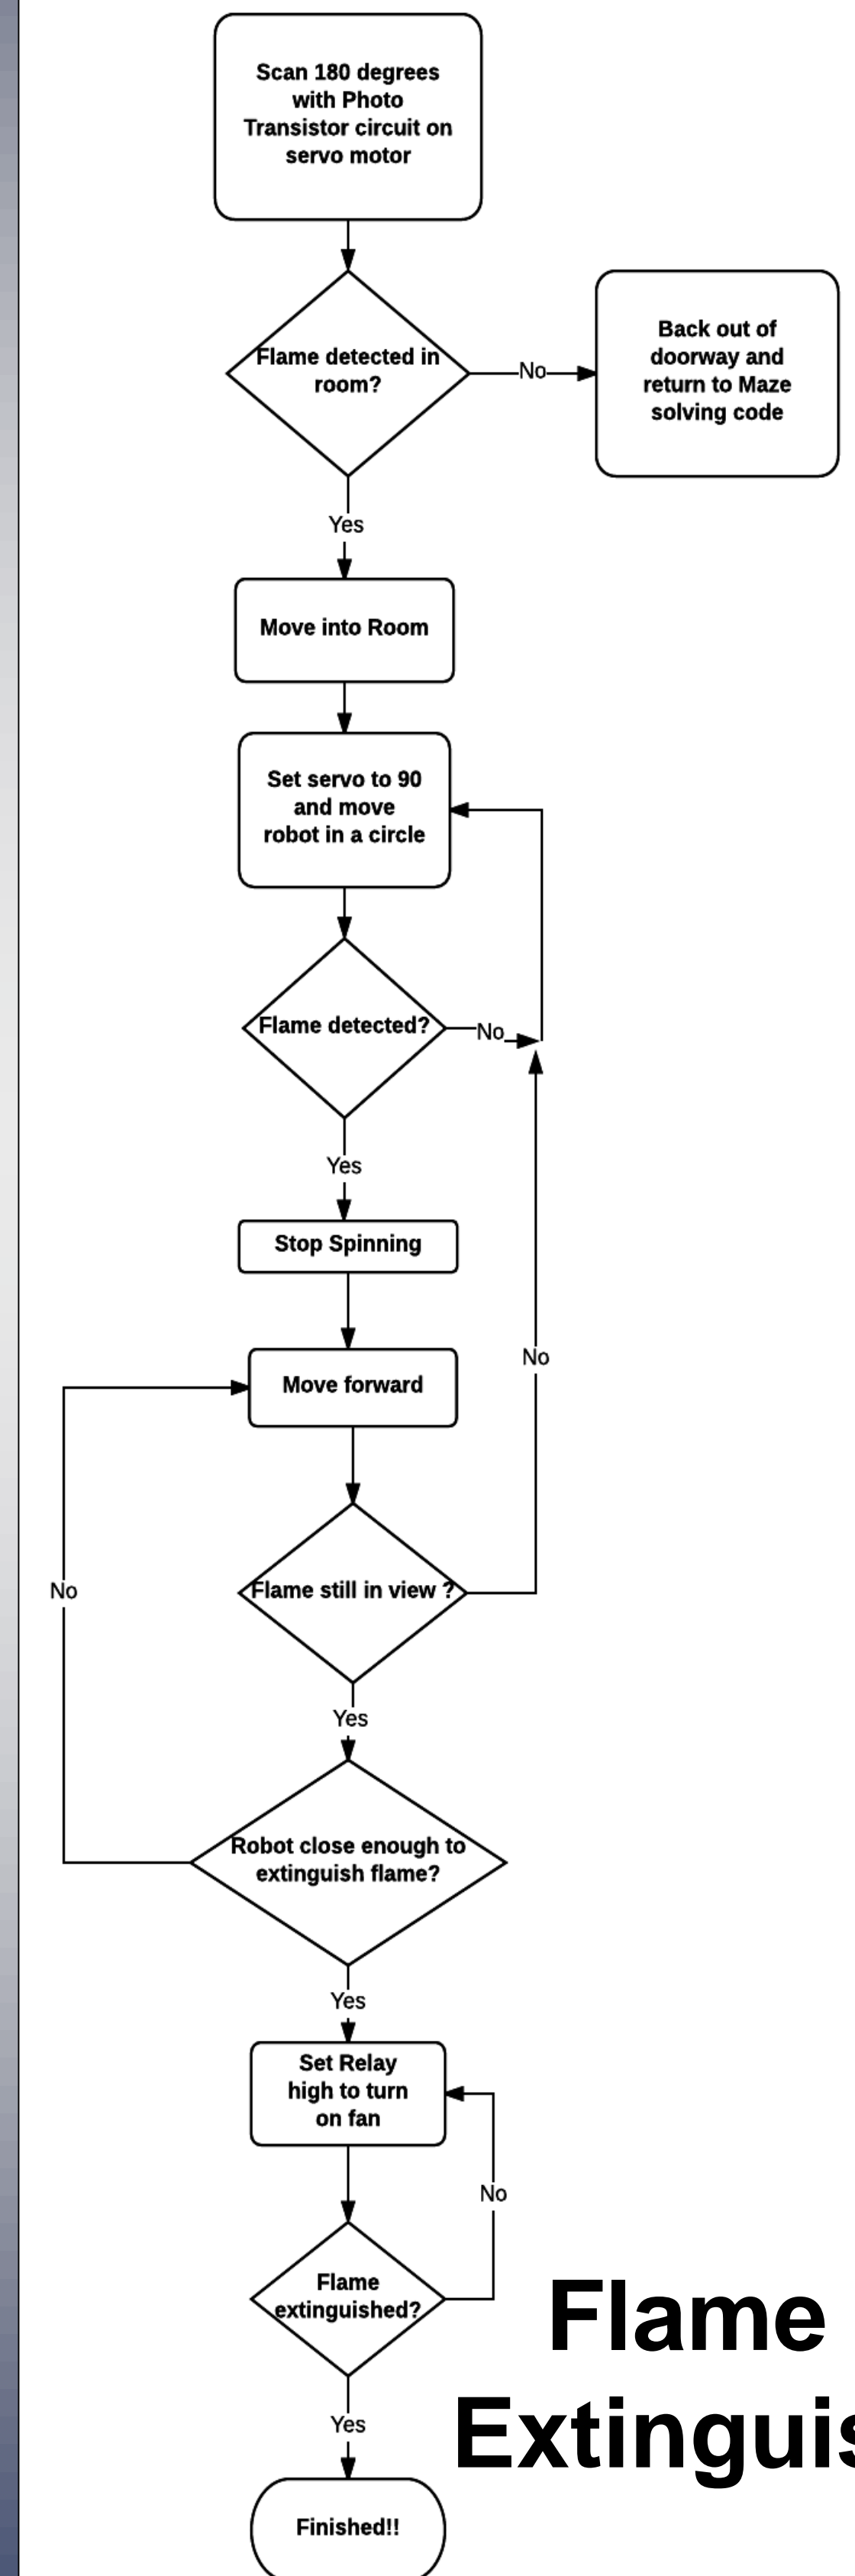 Scan 180 degrees
with Photo
Transistor circuit on
servo motor
Flame detected in
room?
No
Back out of
doorway and
return to Maze
solving code
Yes
Move into Room
Set servo to 90
and move
robot in a circle
Flame detected?
No
Yes
Stop Spinning
No
Move forward
No
Flame still in view ?
Yes
Robot close enough to
extinguish flame?
Yes
Set Relay
high to turn
on fan
No
Flame
extinguished?
Yes
Finished!!
Flame
Extinguis